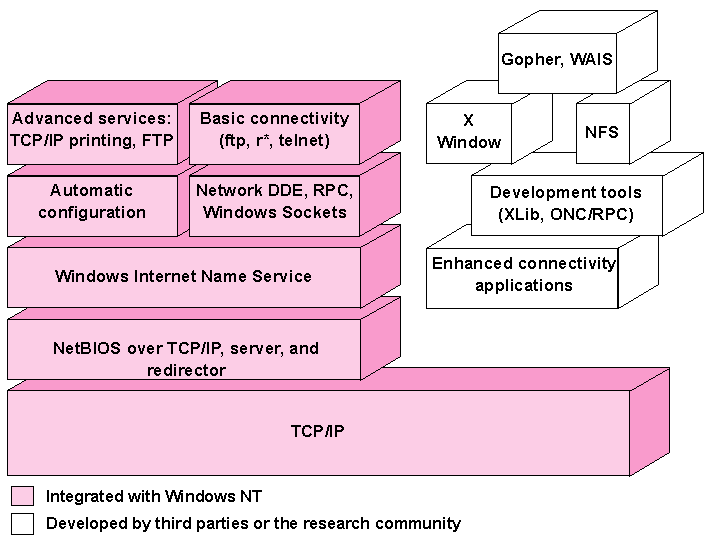 Gopher, WAIS
Advanced services:
TCP/IP printing, FTP
Basic connectivity
(ftp, r*, telnet)
X
Window
NFS
Automatic
configuration
Network DDE, RPC,
Windows Sockets
Development tools
(XLib, ONC/RPC)
Windows Internet Name Service
Enhanced connectivity
applications
NetBIOS over TCP/IP, server, and
redirector
TCP/IP
Integrated with Windows NT
Developed by third parties or the research community